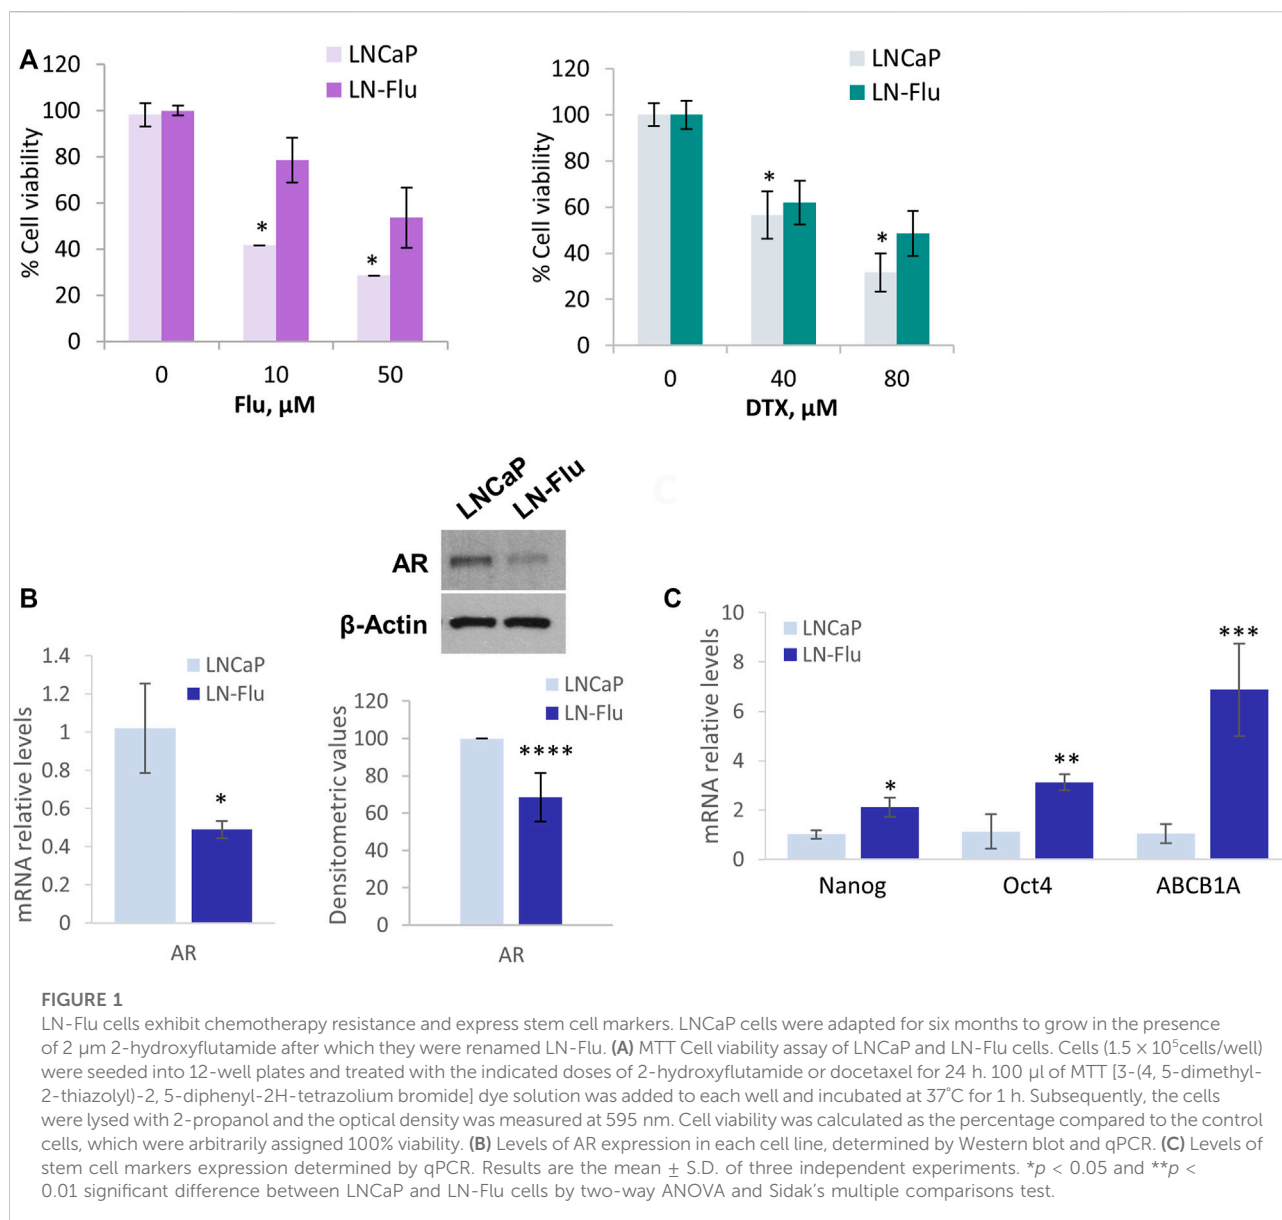 A
LNCaP
LN-Flu
% Cell viability
120
100
80
60
40
20
0
*
*
0 10 50
Flu, µM
LNCaP
LN-Flu
% Cell viability
120
100
80
60
40
20
0
*
*
0 40 80
DTX, µM
B
LNCaP
LN-Flu
mRNA relative levels
1.4
1.2
1
0.8
0.6
0.4
0.2
0
*
AR
LNCaP LN-Flu
AR
β-Actin
LNCaP
LN-Flu
Densitometric values
120
100
80
60
40
20
0
****
AR
C
C
LNCaP
LN-Flu
mRNA relative levels
10
8
6
4
2
0
*
**
***
Nanog Oct4 ABCB1A
FIGURE 1
LN-Flu cells exhibit chemotherapy resistance and express stem cell markers. LNCaP cells were adapted for six months to grow in the presence
of 2 µm 2-hydroxyflutamide after which they were renamed LN-Flu. (A) MTT Cell viability assay of LNCaP and LN-Flu cells. Cells (1.5 × 10⁵cells/well)
were seeded into 12-well plates and treated with the indicated doses of 2-hydroxyflutamide or docetaxel for 24 h. 100 µl of MTT [3-(4, 5-dimethyl-
2-thiazolyl)-2, 5-diphenyl-2H-tetrazolium bromide] dye solution was added to each well and incubated at 37˚C for 1 h. Subsequently, the cells
were lysed with 2-propanol and the optical density was measured at 595 nm. Cell viability was calculated as the percentage compared to the control
cells, which were arbitrarily assigned 100% viability. (B) Levels of AR expression in each cell line, determined by Western blot and qPCR. (C) Levels of
stem cell markers expression determined by qPCR. Results are the mean ± S.D. of three independent experiments. *p < 0.05 and **p <
0.01 significant difference between LNCaP and LN-Flu cells by two-way ANOVA and Sidak's multiple comparisons test.